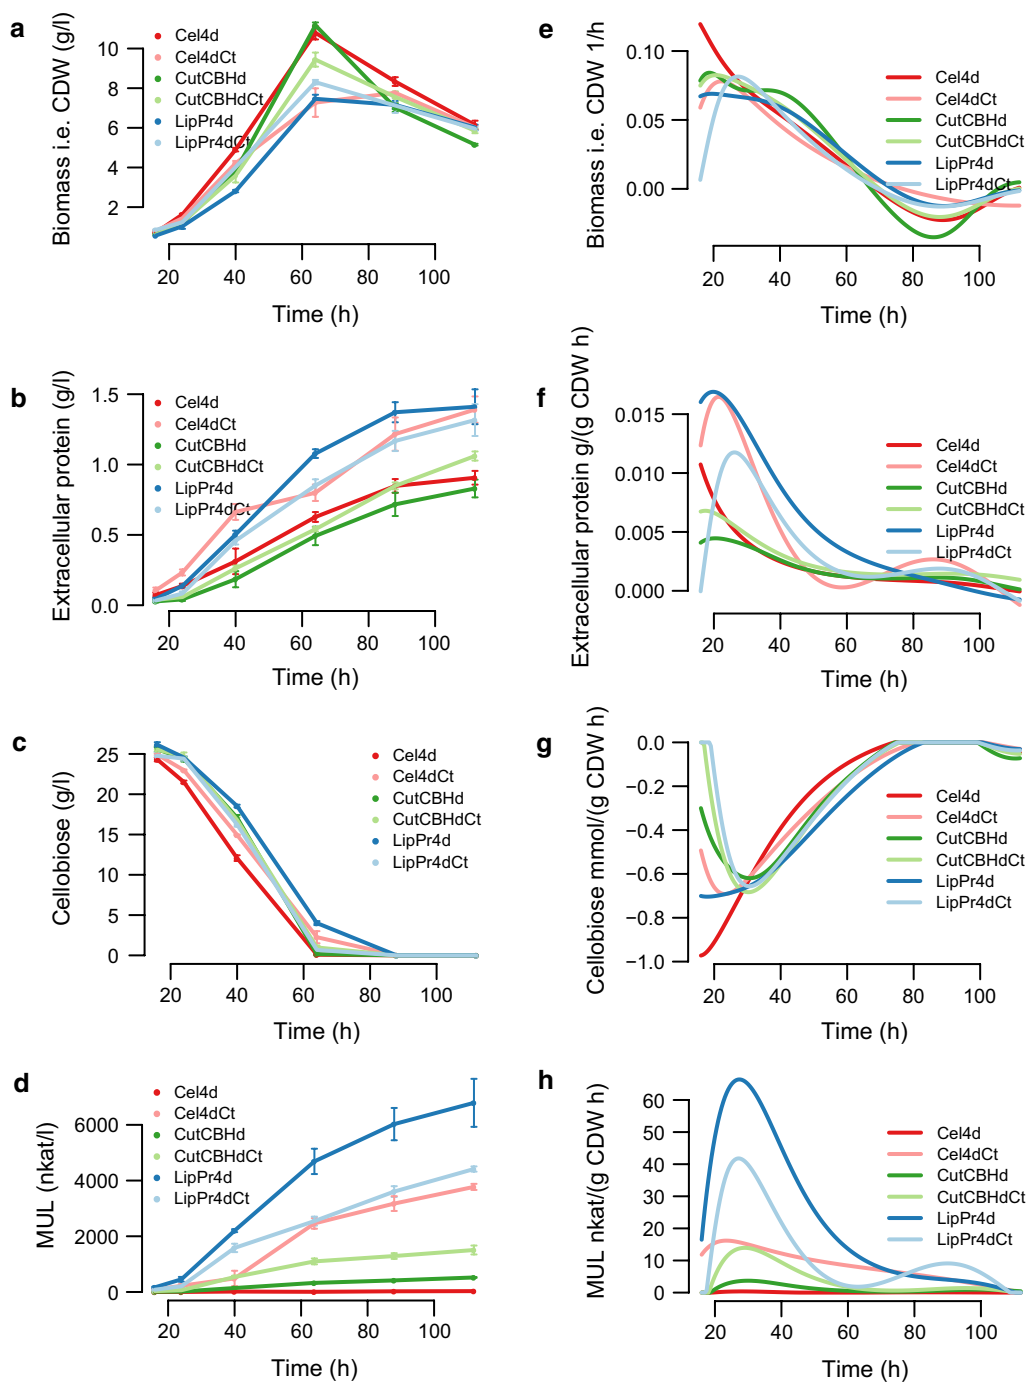 a
Biomass i.e. CDW (g/l)
10
8
6
4
2
Cel4d
Cel4dCt
CutCBHd
CutCBHdCt
LipPr4d
LipPr4dCt
20 40 60 80 100
Time (h)
e
Biomass i.e. CDW 1/h
0.10
0.05
0.00
Cel4d
Cel4dCt
CutCBHd
CutCBHdCt
LipPr4d
LipPr4dCt
20 40 60 80 100
Time (h)
b
Extracellular protein (g/l)
1.5
1.0
0.5
0.0
Cel4d
Cel4dCt
CutCBHd
CutCBHdCt
LipPr4d
LipPr4dCt
20 40 60 80 100
Time (h)
f
Extracellular protein g/(g CDW h)
0.015
0.010
0.005
0.000
Cel4d
Cel4dCt
CutCBHd
CutCBHdCt
LipPr4d
LipPr4dCt
20 40 60 80 100
Time (h)
c
Cellobiose (g/l)
25
20
15
10
5
0
Cel4d
Cel4dCt
CutCBHd
CutCBHdCt
LipPr4d
LipPr4dCt
20 40 60 80 100
Time (h)
g
Cellobiose mmol/(g CDW h)
0.0
−0.2
−0.4
−0.6
−0.8
−1.0
Cel4d
Cel4dCt
CutCBHd
CutCBHdCt
LipPr4d
LipPr4dCt
20 40 60 80 100
Time (h)
d
MUL (nkat/l)
6000
4000
2000
0
Cel4d
Cel4dCt
CutCBHd
CutCBHdCt
LipPr4d
LipPr4dCt
20 40 60 80 100
Time (h)
h
MUL nkat/(g CDW h)
60
50
40
30
20
10
0
Cel4d
Cel4dCt
CutCBHd
CutCBHdCt
LipPr4d
LipPr4dCt
20 40 60 80 100
Time (h)